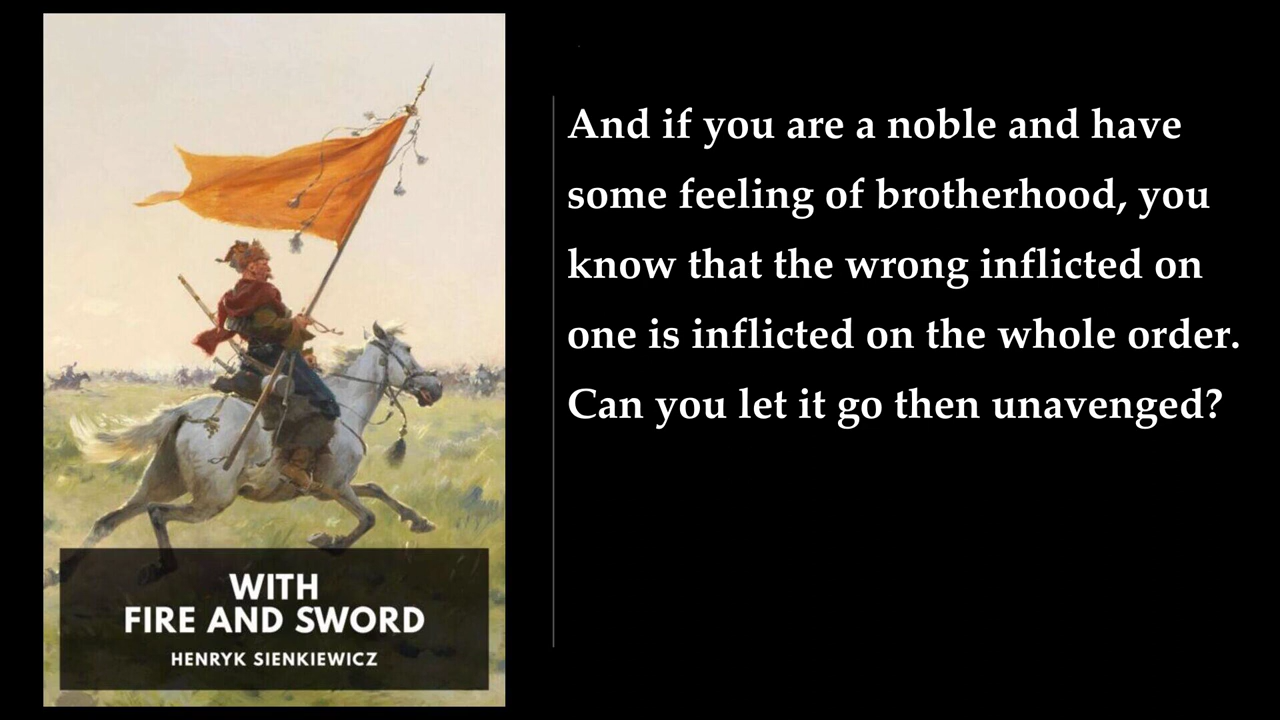 And if you are a noble and have
some feeling of brotherhood, you
know that the wrong inflicted on
one is inflicted on the whole order.
Can you let it go then unavenged?
WITH
FIRE AND SWORD
HENRYK SIENKIEWICZ